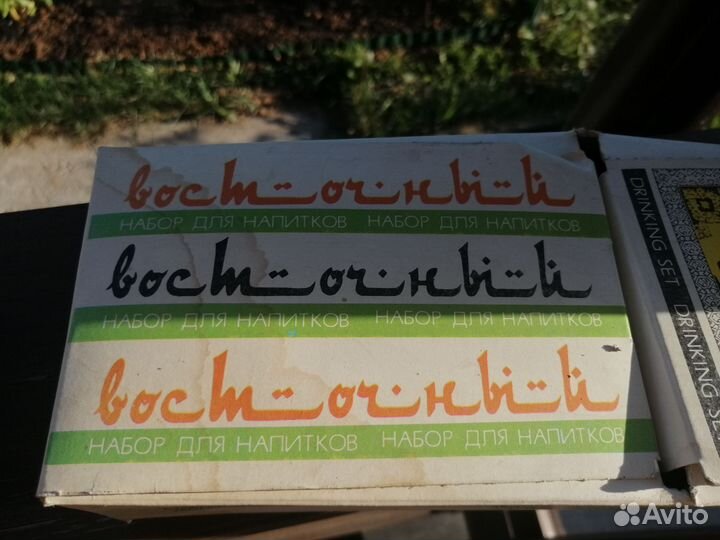 восточный
НАБОР ДЛЯ НАПИТКОВ НАБОР ДЛЯ НАПИТКОВ
восточный
НАБОР ДЛЯ НАПИТКОВ НАБОР ДЛЯ НАПИТКОВ
восточный
НАБОР ДЛЯ НАПИТКОВ НАБОР ДЛЯ НАПИТКОВ
DRINKING SET DRINKING SE
Avito